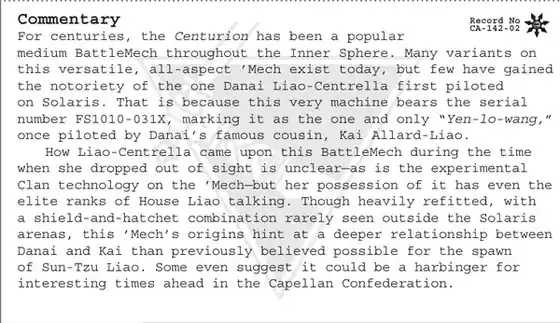 Commentary
Record No
CA-142-02
For centuries, the Centurion has been a popular
medium BattleMech throughout the Inner Sphere. Many variants on
this versatile, all-aspect ’Mech exist today, but few have gained
the notoriety of the one Danai Liao-Centrella first piloted
on Solaris. That is because this very machine bears the serial
number FS1010-031X, marking it as the one and only “Yen-lo-wang,”
once piloted by Danai’s famous cousin, Kai Allard-Liao.
How Liao-Centrella came upon this BattleMech during the time
when she dropped out of sight is unclear—as is the experimental
Clan technology on the ’Mech—but her possession of it has even the
elite ranks of House Liao talking. Though heavily refitted, with
a shield-and-hatchet combination rarely seen outside the Solaris
arenas, this ’Mech’s origins hint at a deeper relationship between
Danai and Kai than previously believed possible for the spawn
of Sun-Tzu Liao. Some even suggest it could be a harbinger for
interesting times ahead in the Capellan Confederation.